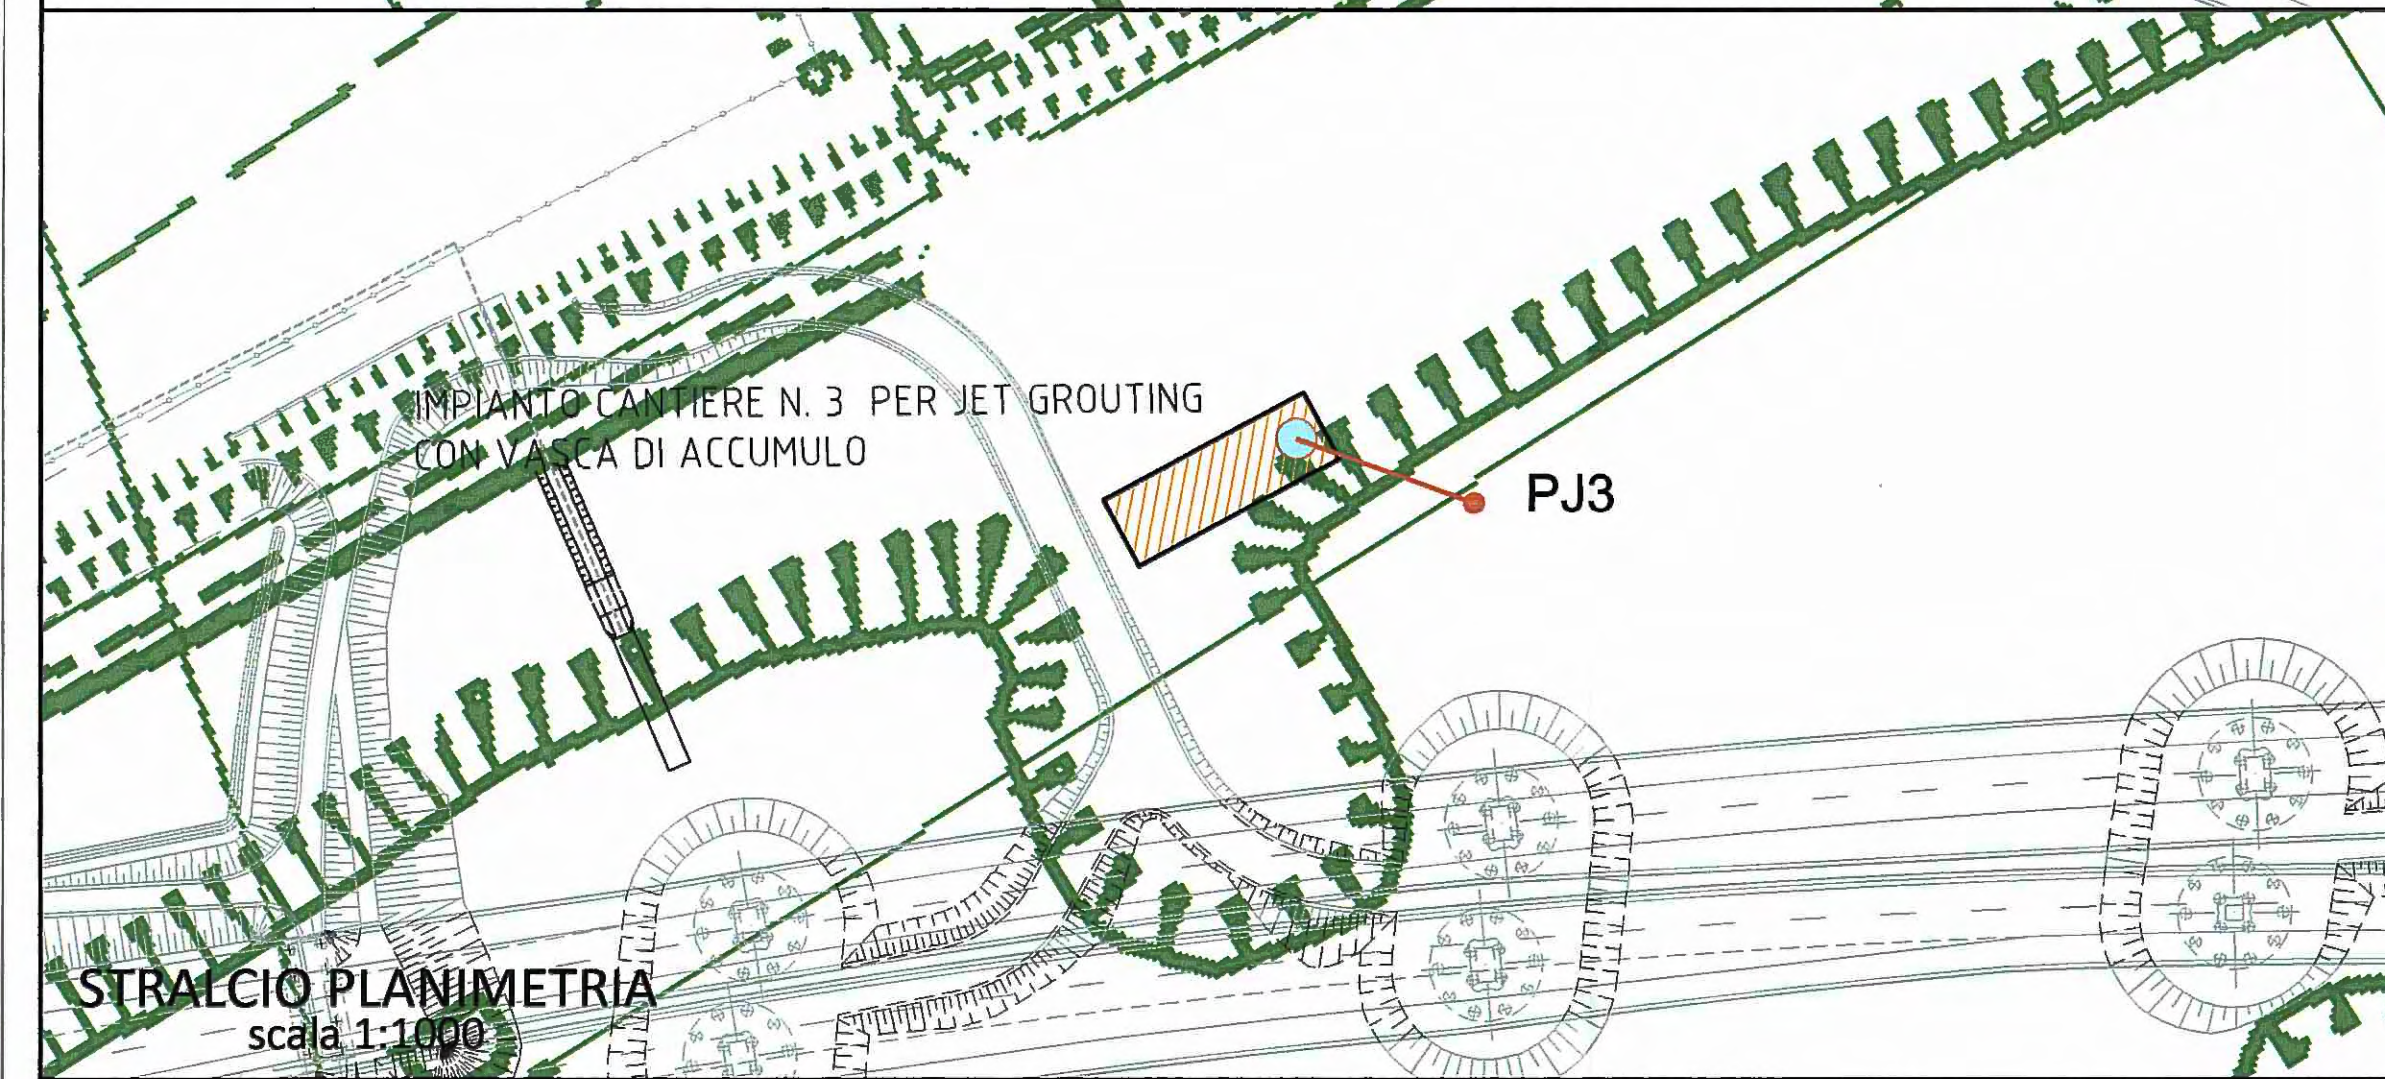 IMPIANTO CANTIERE N. 3 PER JET GROUTING
CON VASCA DI ACCUMULO
PJ3
STRALCIO PLANIMETRIA
scala 1:1000